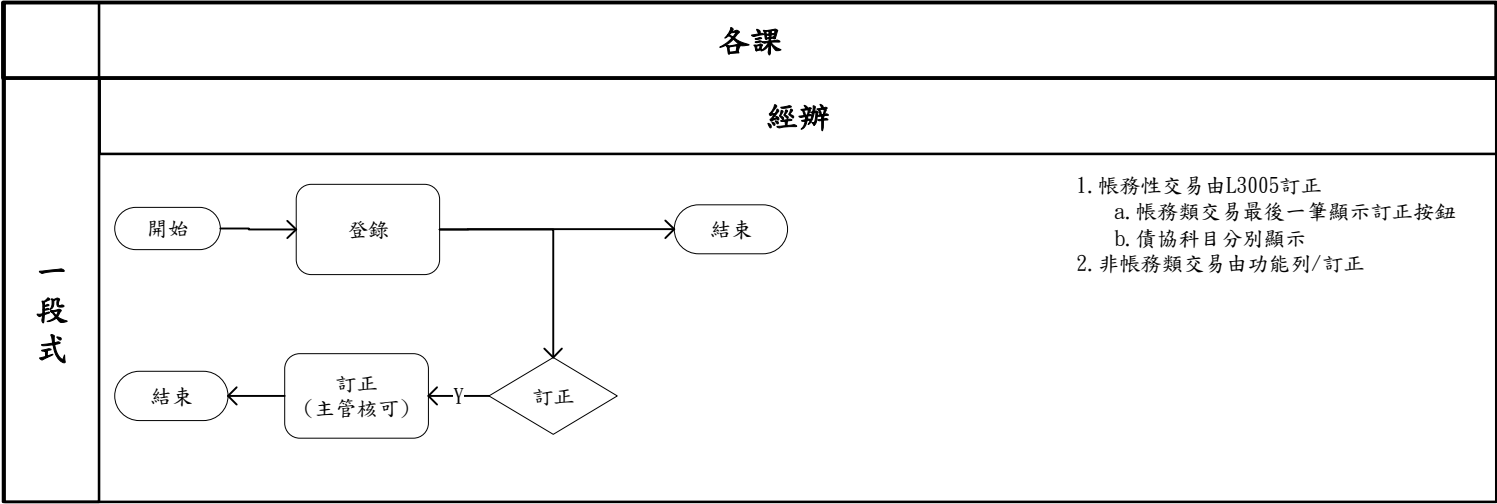 各課
經辦
一段式
開始
登錄
結束
1.帳務性交易由L3005訂正
a.帳務類交易最後一筆顯示訂正按鈕
b.債協科目分別顯示
2.非帳務類交易由功能列/訂正
結束
訂正
(主管核可)
Y
訂正